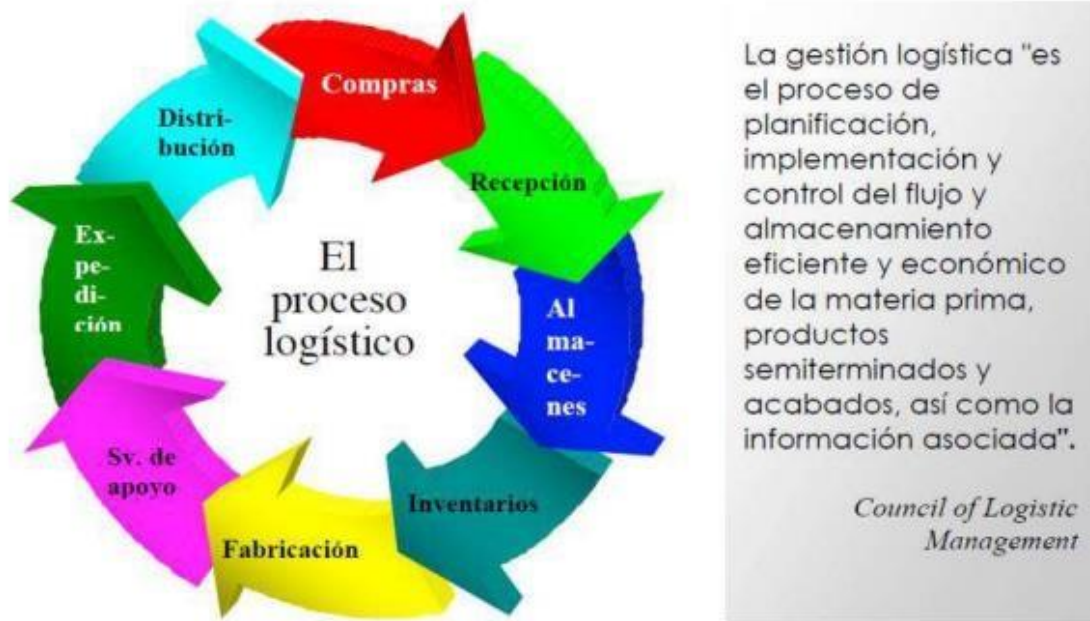 Compras
Recepción
Al
ma-
ce-
nes
Inventarios
Fabricación
Sv. de
apoyo
Ex-
pe-
di-
ción
Distri-
bución
El
proceso
logístico
La gestión logística "es
el proceso de
planificación,
implementación y
control del flujo y
almacenamiento
eficiente y económico
de la materia prima,
productos
semiterminados y
acabados, así como la
información asociada".
Council of Logistic
Management